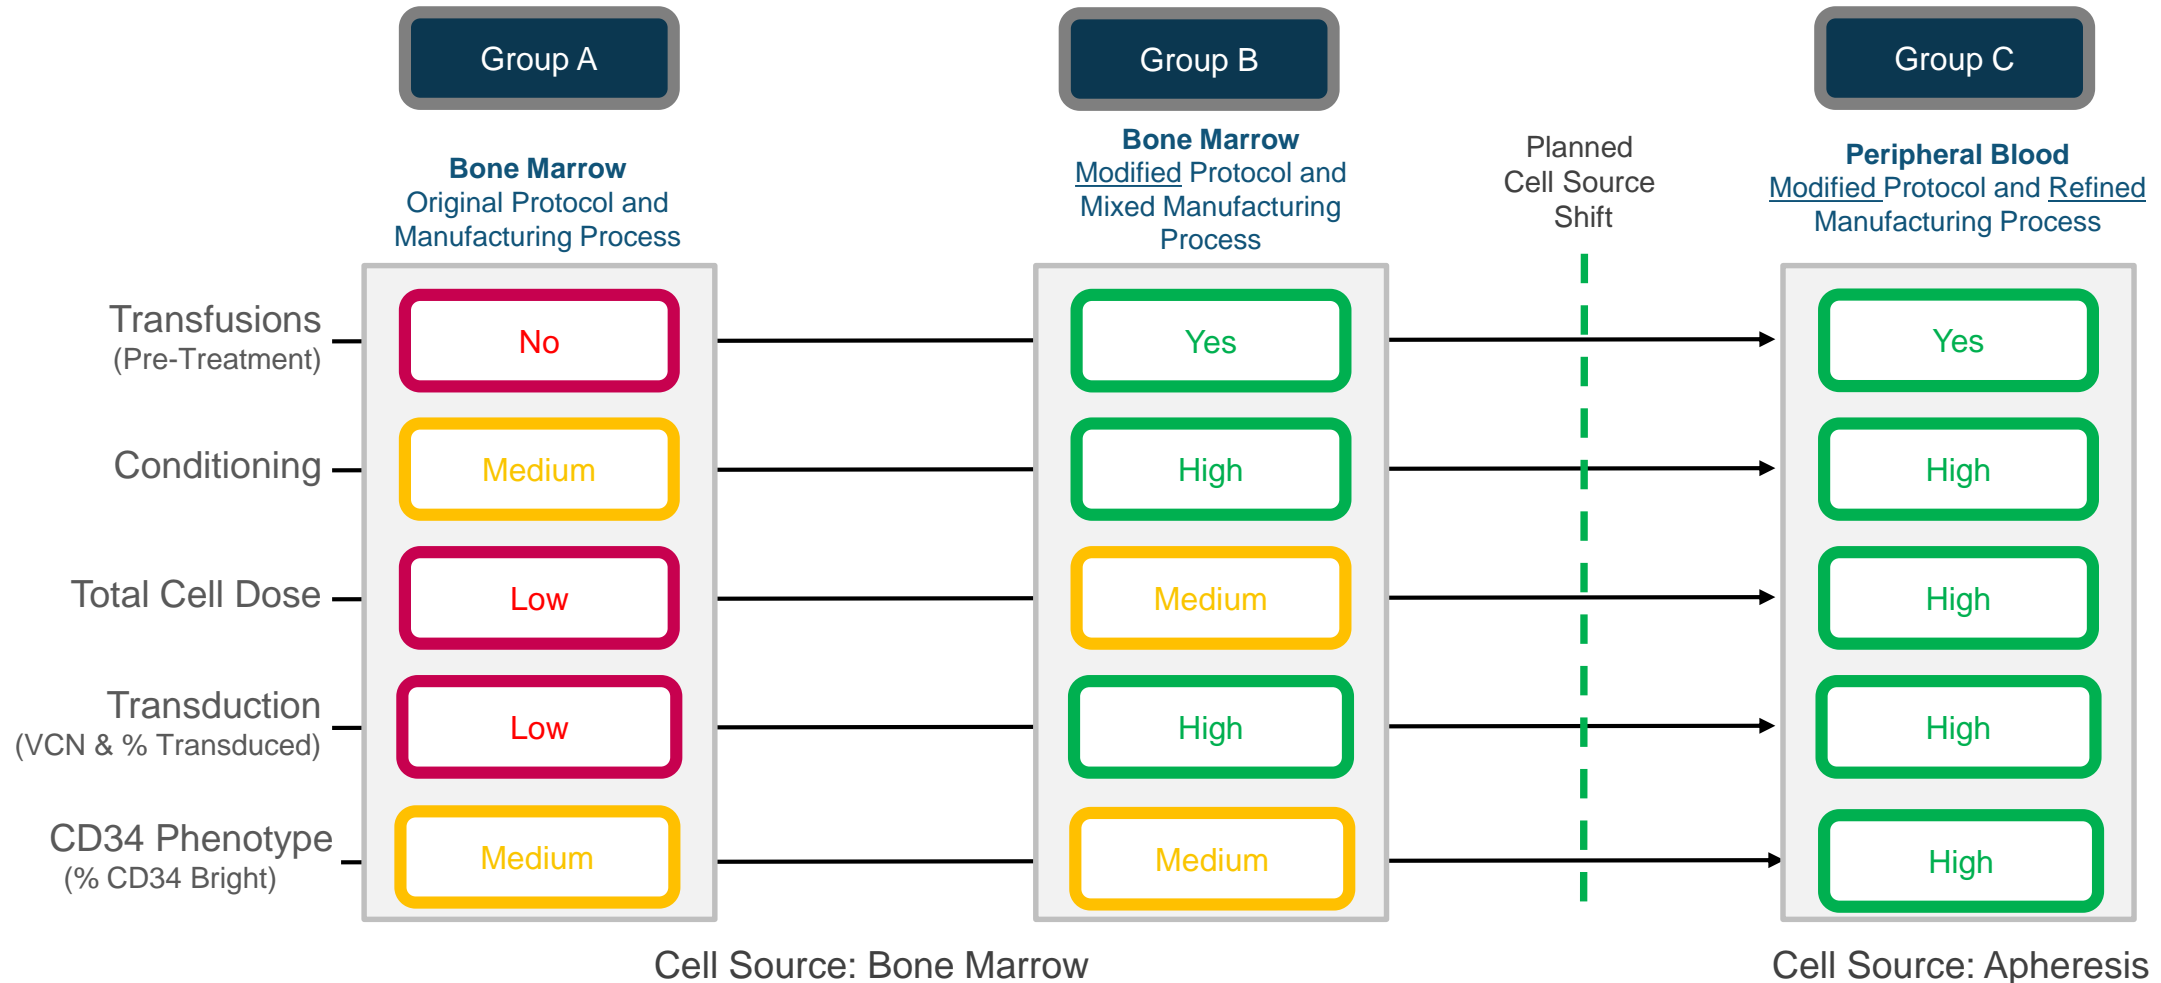 Group A
Group B
Group C
Bone Marrow
Original Protocol and
Manufacturing Process
Bone Marrow
Modified Protocol and
Mixed Manufacturing
Process
Planned
Cell Source
Shift
Peripheral Blood
Modified Protocol and Refined
Manufacturing Process
Transfusions
(Pre-Treatment)
No
Yes
Yes
Conditioning
Medium
High
High
Total Cell Dose
Low
Medium
High
Transduction
(VCN & % Transduced)
Low
High
High
CD34 Phenotype
(% CD34 Bright)
Medium
Medium
High
Cell Source: Bone Marrow
Cell Source: Apheresis